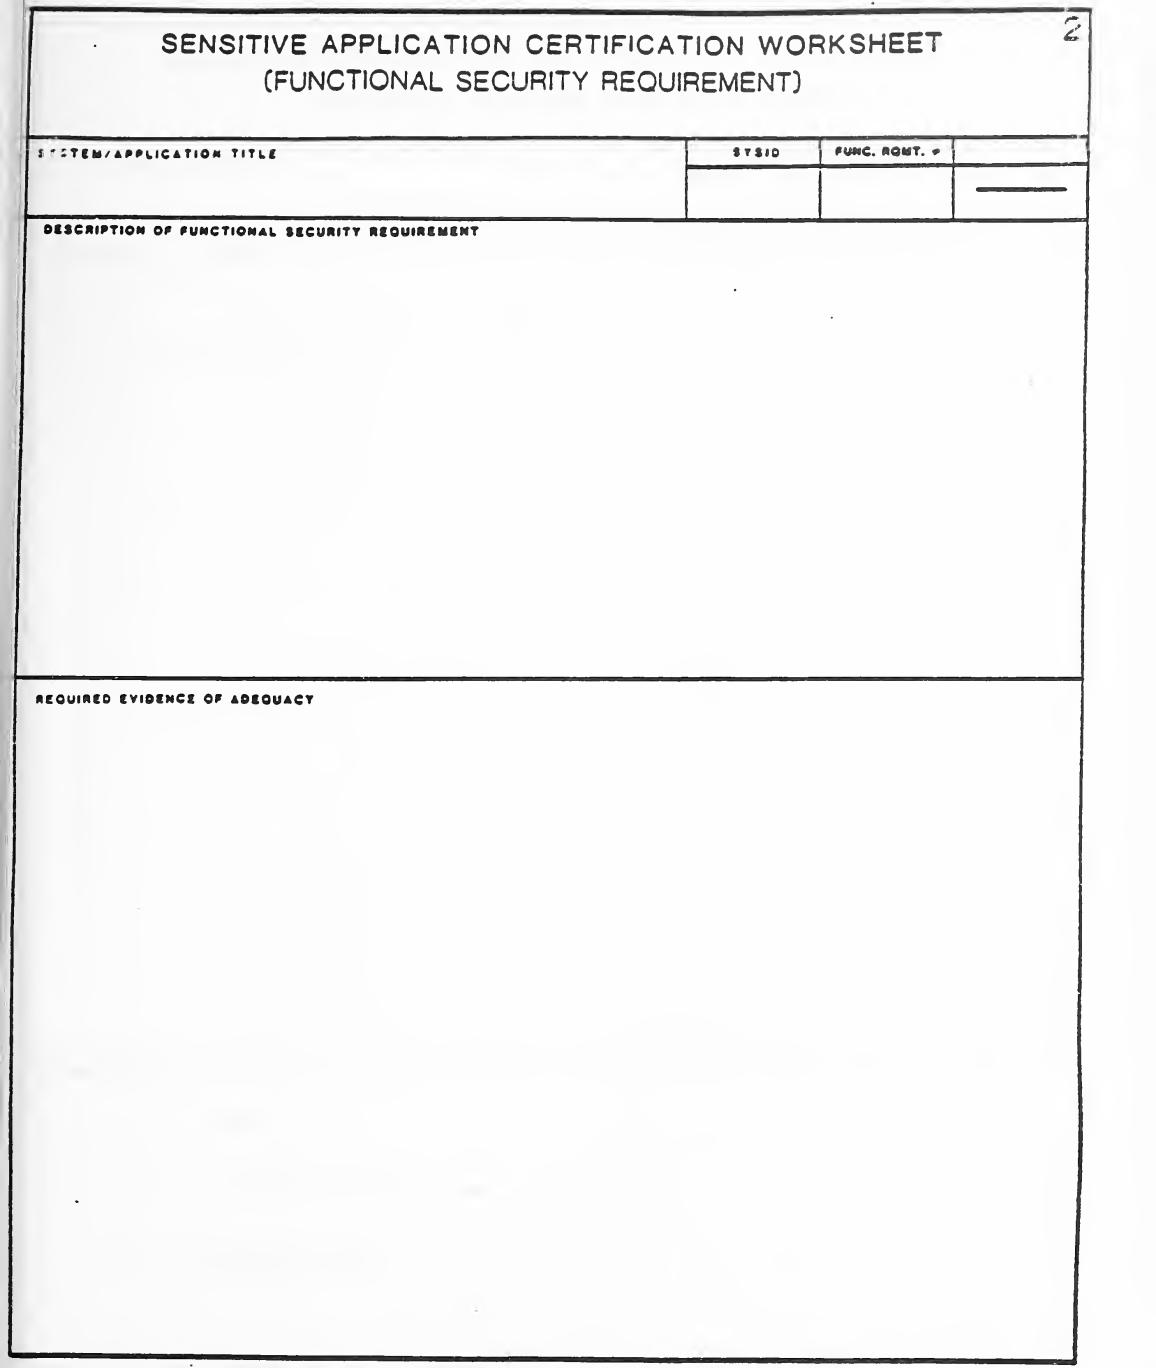 2
SENSITIVE APPLICATION CERTIFICATION WORKSHEET
(FUNCTIONAL SECURITY REQUIREMENT)
SYSTEM/APPLICATION TITLE
SYSID
FUNC. RQMT. #
DESCRIPTION OF FUNCTIONAL SECURITY REQUIREMENT
REQUIRED EVIDENCE OF ADEQUACY